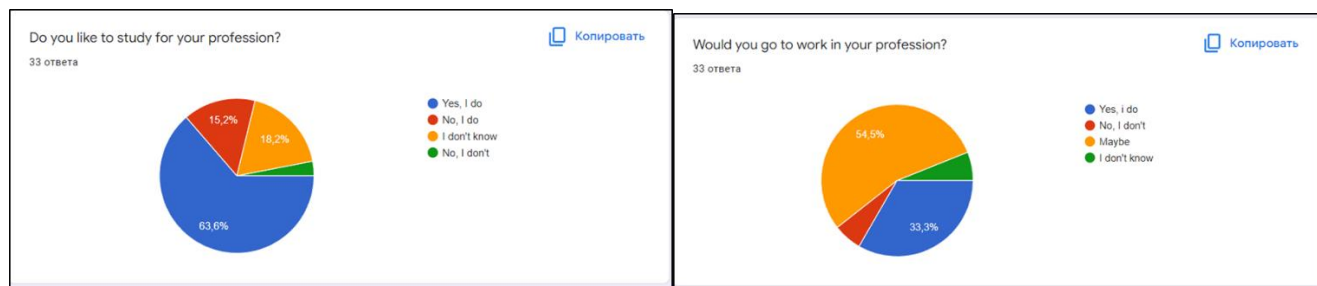 Do you like to study for your profession?
Копировать
33 ответа
15,2%
18,2%
63,6%
Yes, I do
No, I do
I don't know
No, I don't
Would you go to work in your profession?
Копировать
33 ответа
54,5%
33,3%
Yes, i do
No, I don't
Maybe
I don't know